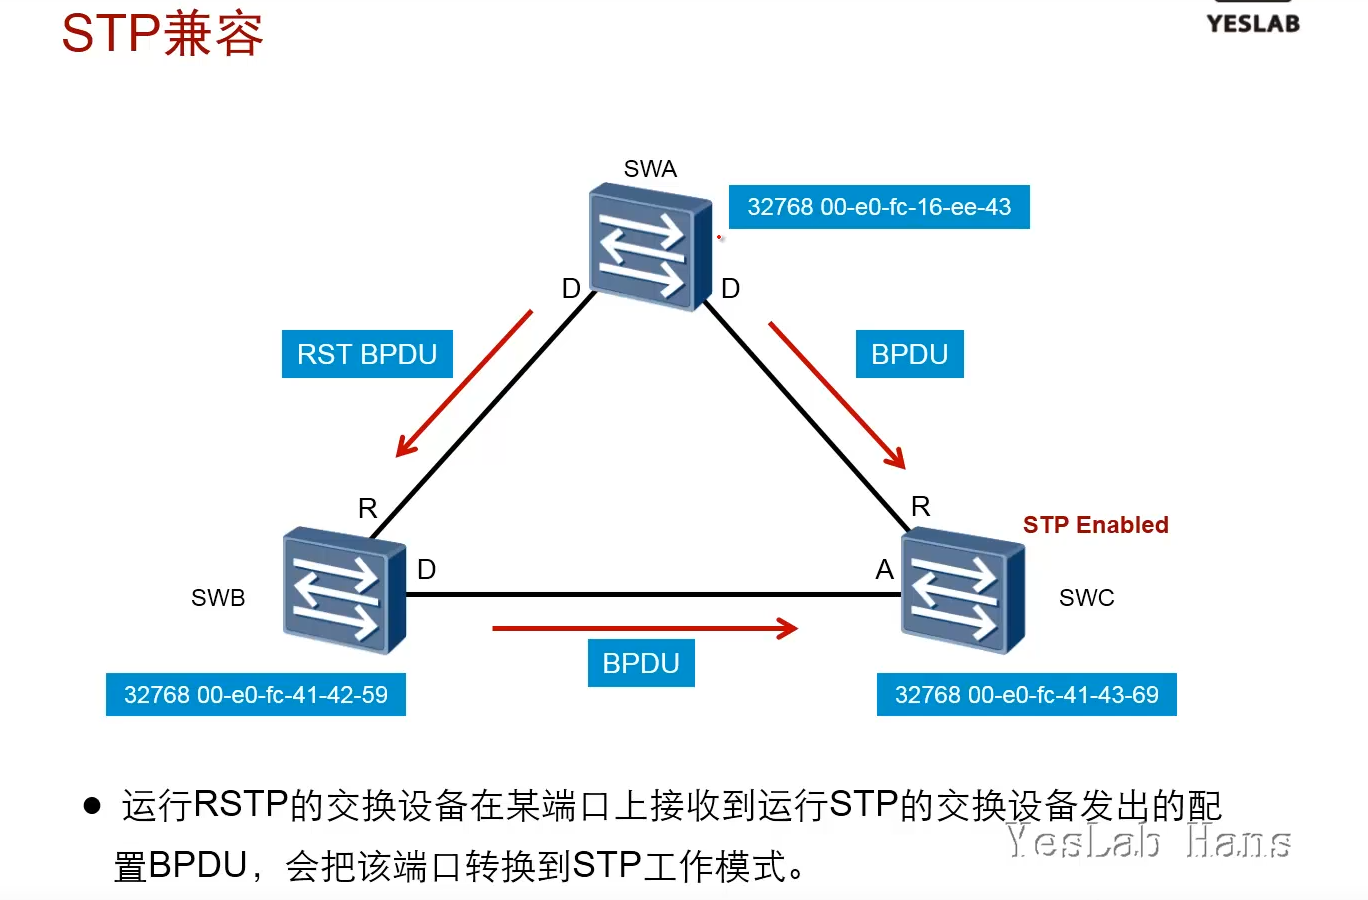 STP兼容
YESLAB
SWA
32768 00-e0-fc-16-ee-43
D
D
RST BPDU
BPDU
R
R
STP Enabled
D
A
SWB
SWC
BPDU
32768 00-e0-fc-41-42-59
32768 00-e0-fc-41-43-69
● 运行RSTP的交换设备在某端口上接收到运行STP的交换设备发出的配
置BPDU，会把该端口转换到STP工作模式。
YesLab Hans